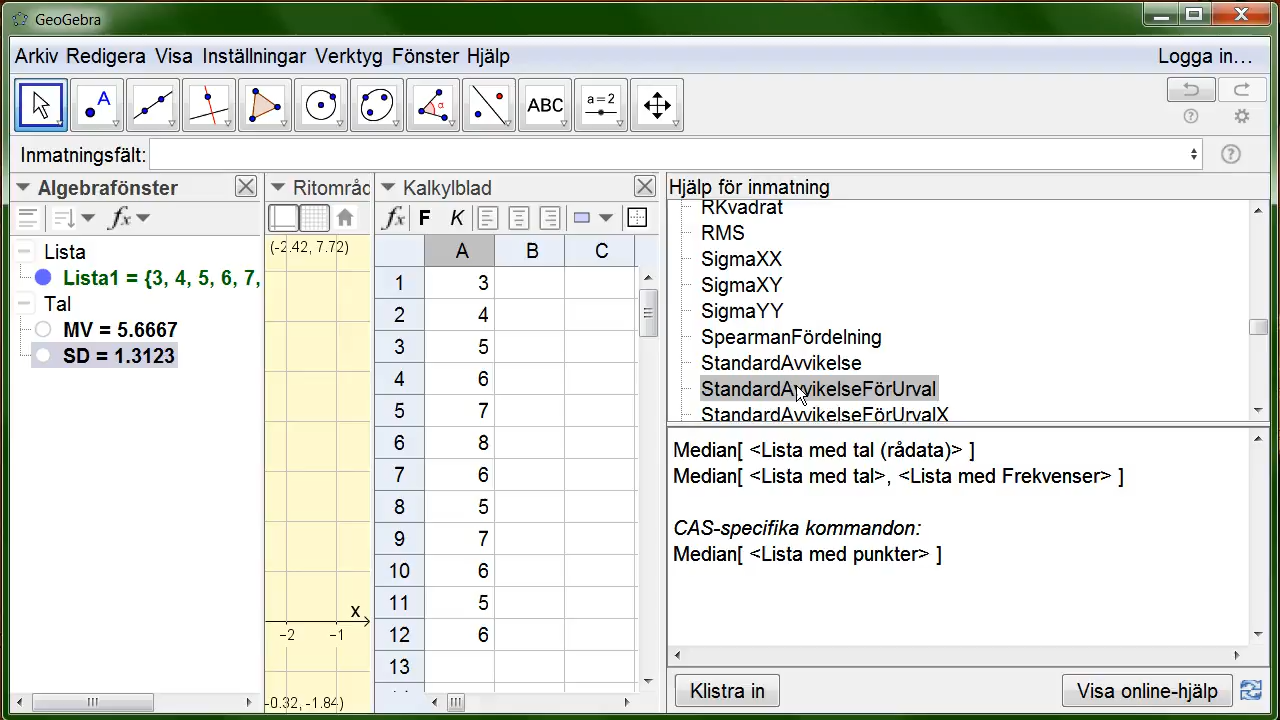 GeoGebra
Arkiv Redigera Visa Inställningar Verktyg Fönster Hjälp Logga in…
A ABC a=2
Inmatningsfält:
Algebrafönster
Lista
Lista1 = {3, 4, 5, 6, 7,
Tal
MV = 5.6667
SD = 1.3123
Ritområd
(-2.42, 7.72)
x
−2 −1
-0.32, -1.84)
Kalkylblad
F K
A B C
1 3
2 4
3 5
4 6
5 7
6 8
7 6
8 5
9 7
10 6
11 5
12 6
13
Hjälp för inmatning
RKvadrat
RMS
SigmaXX
SigmaXY
SigmaYY
SpearmanFördelning
StandardAvvikelse
StandardAvvikelseFörUrval
StandardAvvikelseFörUrvalX
Median[ <Lista med tal (rådata)> ]
Median[ <Lista med tal>, <Lista med Frekvenser> ]
CAS-specifika kommandon:
Median[ <Lista med punkter> ]
Klistra in Visa online-hjälp